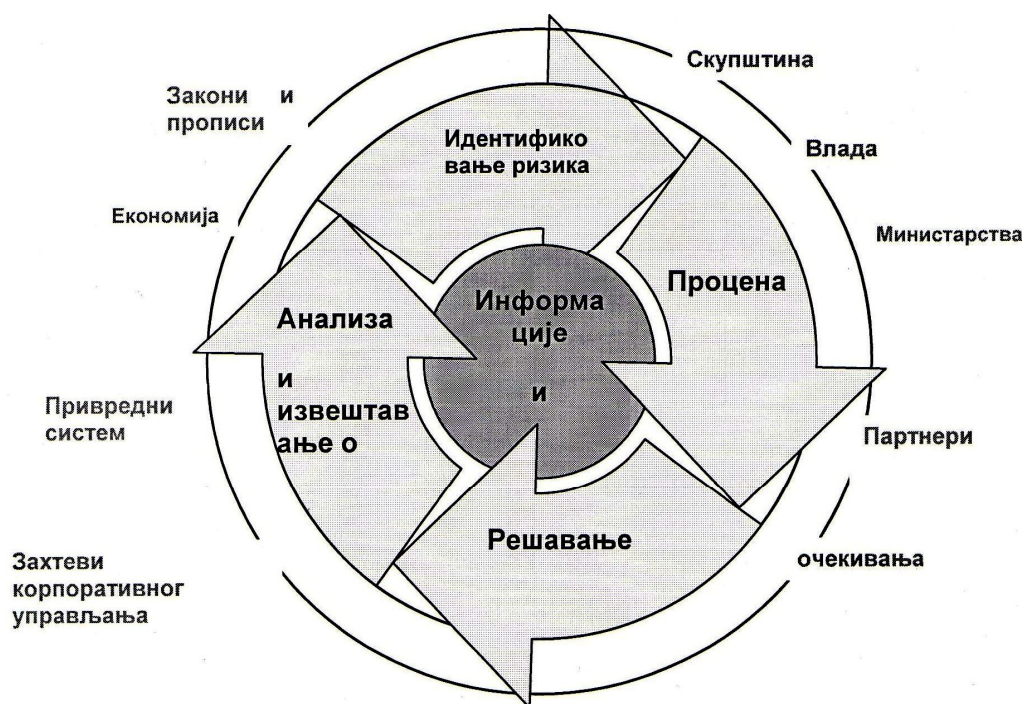 Скупштина
Закони и
прописи
Идентифико
вање ризика
Влада
Економија
Министарства
Процена
Информа
ције
и
Анализа
и
извештав
ање о
Привредни
систем
Партнери
Решавање
очекивања
Захтеви
корпоративног
управљања